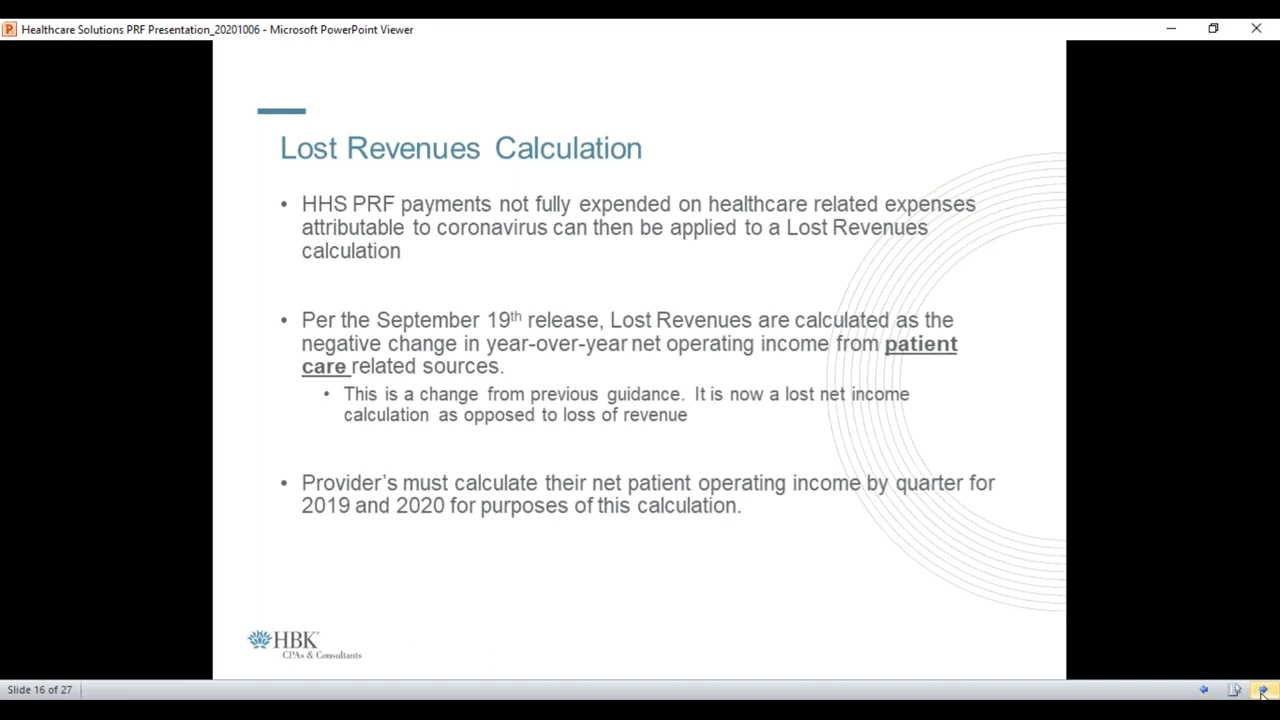 Healthcare Solutions PRF Presentation_20201006 - Microsoft PowerPoint Viewer
Lost Revenues Calculation
• HHS PRF payments not fully expended on healthcare related expenses
attributable to coronavirus can then be applied to a Lost Revenues
calculation
• Per the September 19th release, Lost Revenues are calculated as the
negative change in year-over-year net operating income from patient
care related sources.
• This is a change from previous guidance. It is now a lost net income
calculation as opposed to loss of revenue
• Provider's must calculate their net patient operating income by quarter for
2019 and 2020 for purposes of this calculation.
HBK
CPAs & Consultants
Slide 16 of 27